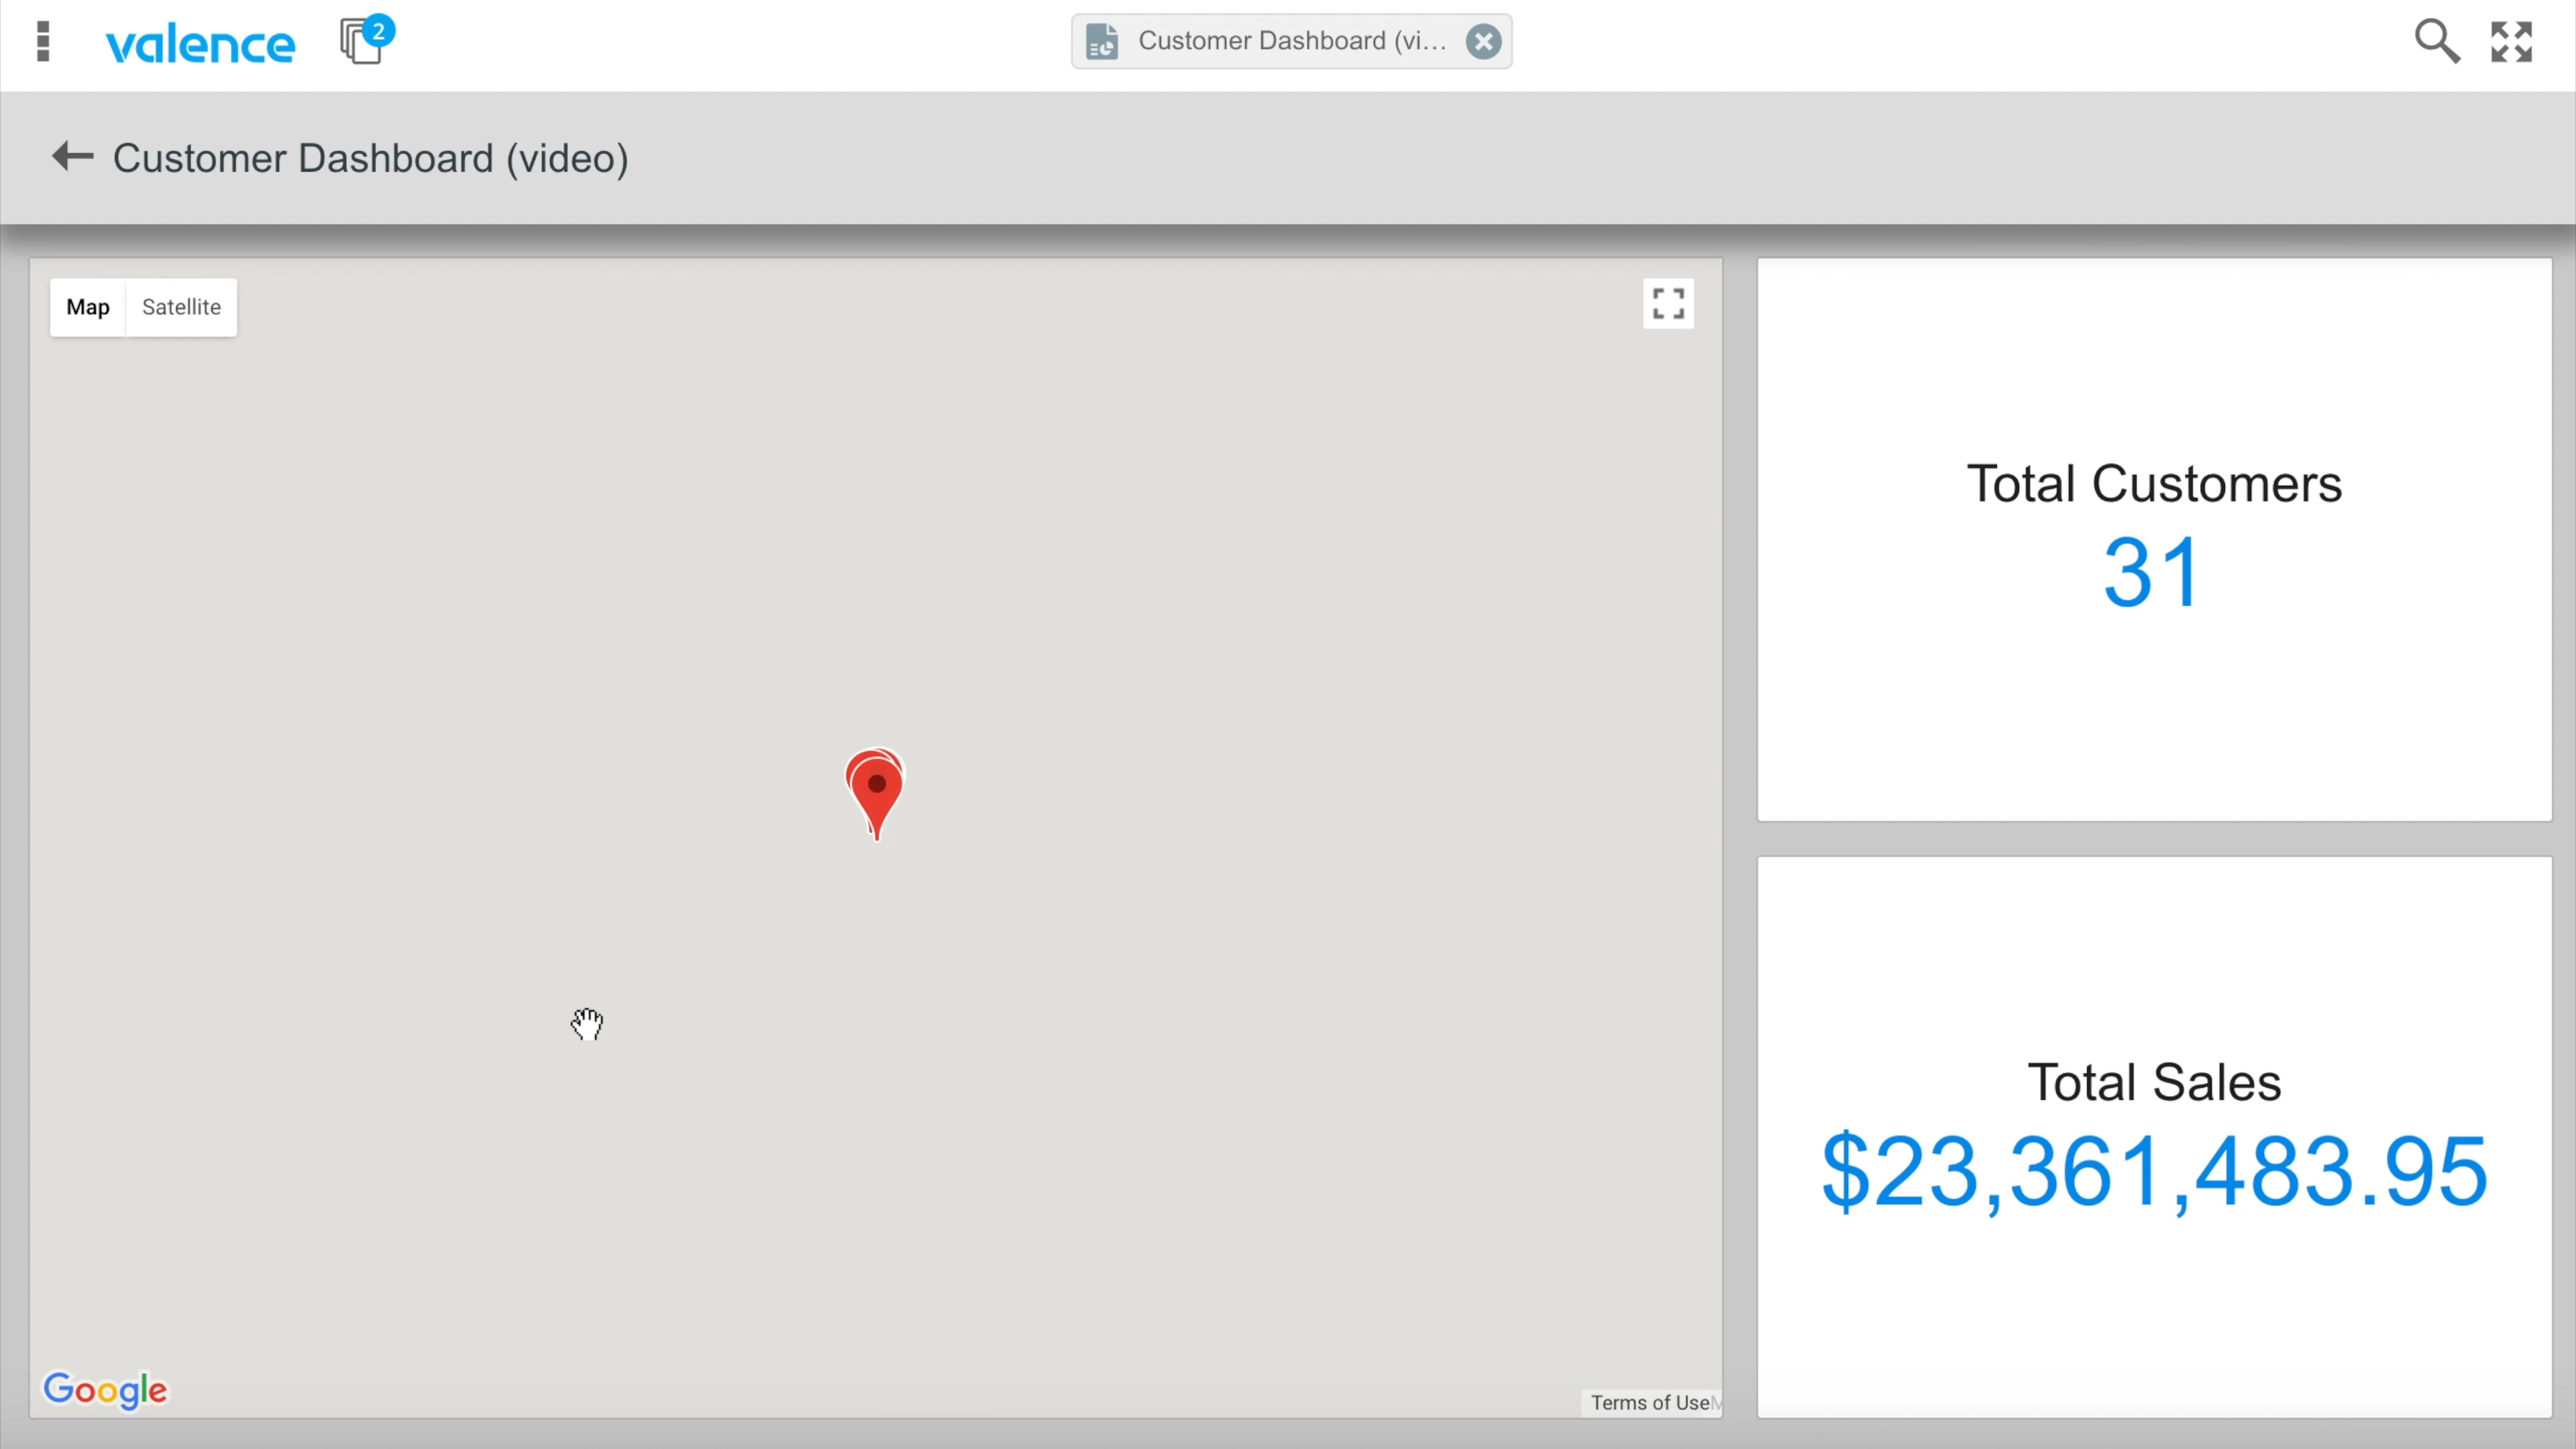 valence
2
Customer Dashboard (vi...
Customer Dashboard (video)
Map
Satellite
Total Customers
31
Total Sales
$23,361,483.95
Google
Terms of Use